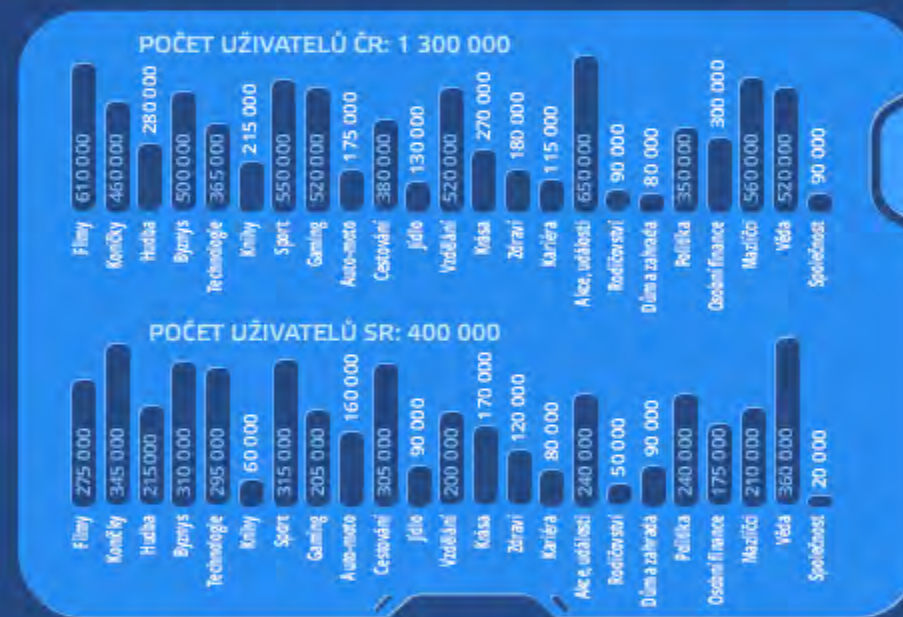 POČET UŽIVATELŮ ČR: 1 300 000
Filmy 610 000
Koníčky 460 000
Hudba 280 000
Byznys 500 000
Technologie 365 000
Knihy 215 000
Sport 550 000
Gaming 520 000
Auto-moto 175 000
Cestování 380 000
Jídlo 130 000
Vzdělání 520 000
Krása 270 000
Zdraví 180 000
Kariéra 115 000
Akce, události 650 000
Rodičovství 90 000
Dům a zahrada 80 000
Politika 350 000
Osobní finance 300 000
Mazlíčci 560 000
Věda 520 000
Společnost 90 000
POČET UŽIVATELŮ SR: 400 000
Filmy 275 000
Koníčky 345 000
Hudba 215 000
Byznys 310 000
Technologie 295 000
Knihy 60 000
Sport 315 000
Gaming 205 000
Auto-moto 160 000
Cestování 305 000
Jídlo 90 000
Vzdělání 200 000
Krása 170 000
Zdraví 120 000
Kariéra 80 000
Akce, události 240 000
Rodičovství 50 000
Dům a zahrada 90 000
Politika 240 000
Osobní finance 175 000
Mazlíčci 210 000
Věda 360 000
Společnost 20 000